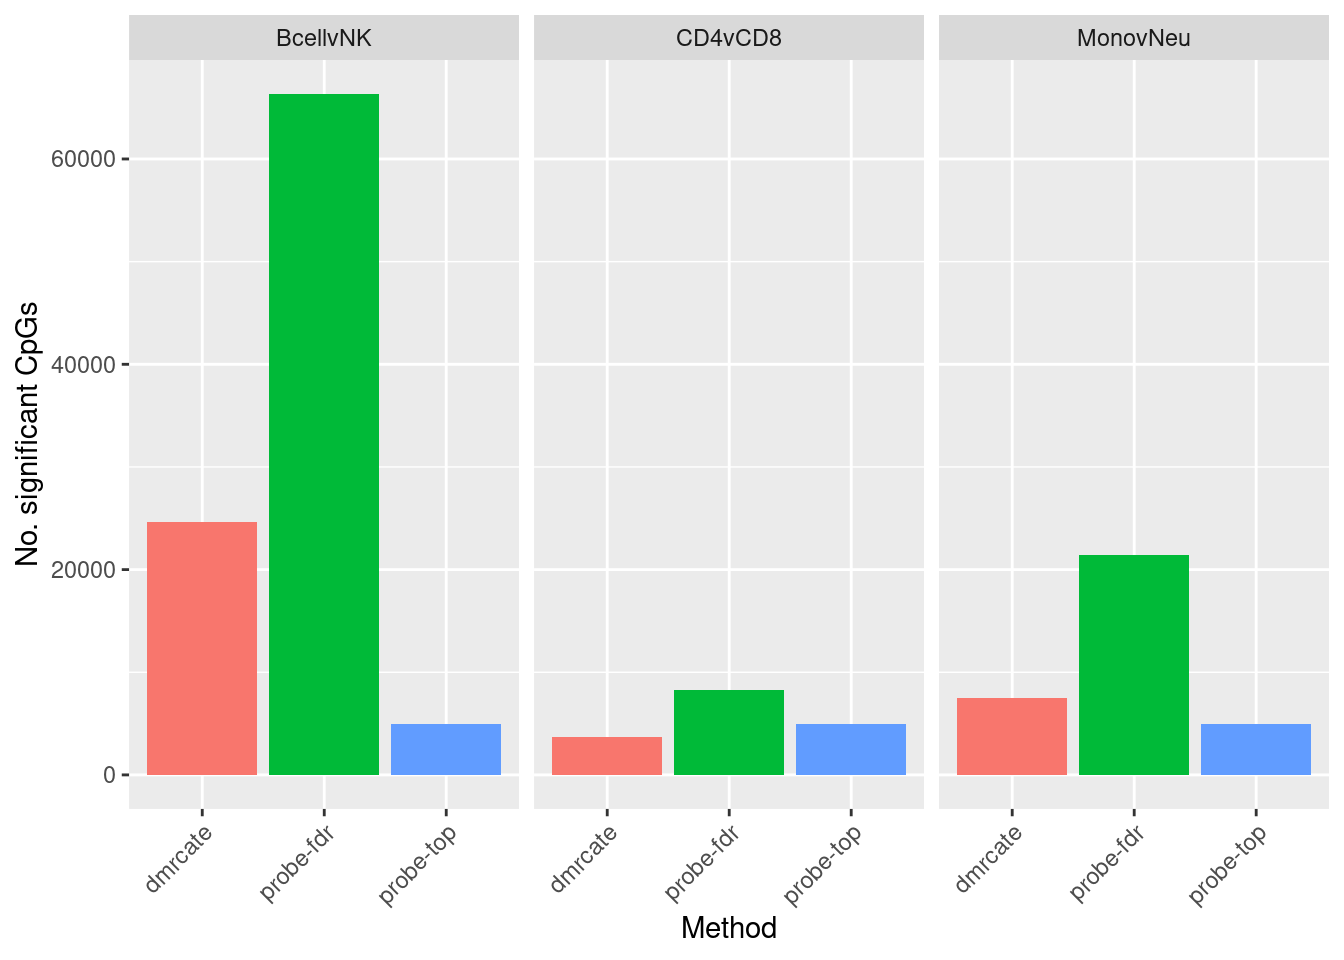 BcellvNK
CD4vCD8
MonovNeu
No. significant CpGs
60000
40000
20000
0
dmrcate
probe-fdr
probe-top
dmrcate
probe-fdr
probe-top
dmrcate
probe-fdr
probe-top
Method